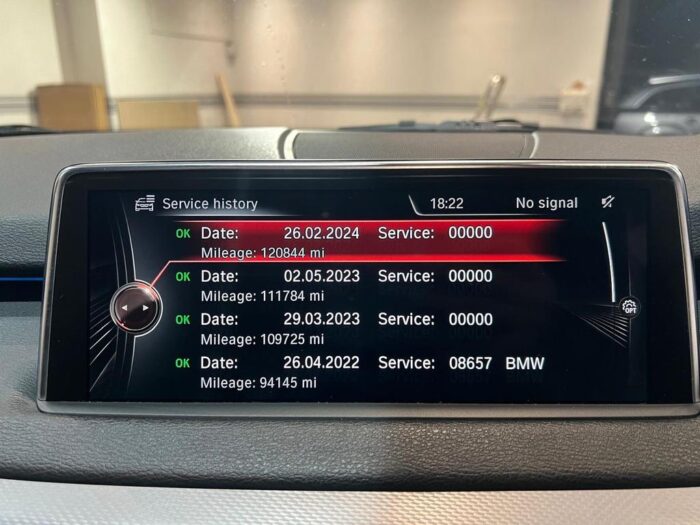 Service history 18:22 No signal
OK Date: 26.02.2024 Service: 00000
Mileage: 120844 mi
OK Date: 02.05.2023 Service: 00000
Mileage: 111784 mi
OK Date: 29.03.2023 Service: 00000
Mileage: 109725 mi
OK Date: 26.04.2022 Service: 08657 BMW
Mileage: 94145 mi
OPT